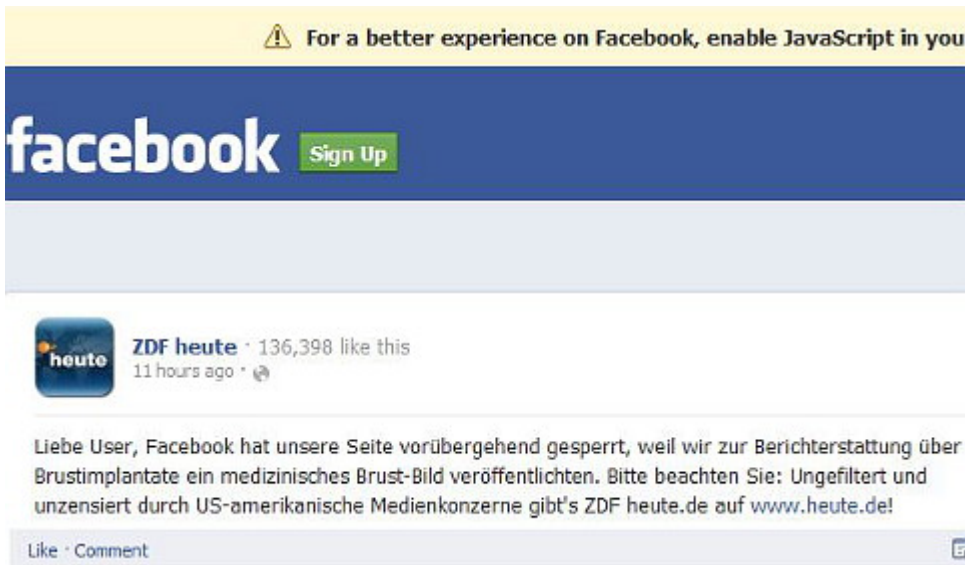 For a better experience on Facebook, enable JavaScript in you
facebook Sign Up
heute
ZDF heute · 136,398 like this
11 hours ago ·
Liebe User, Facebook hat unsere Seite vorübergehend gesperrt, weil wir zur Berichterstattung über
Brustimplantate ein medizinisches Brust-Bild veröffentlichten. Bitte beachten Sie: Ungefiltert und
unzensiert durch US-amerikanische Medienkonzerne gibt's ZDF heute.de auf www.heute.de!
Like · Comment